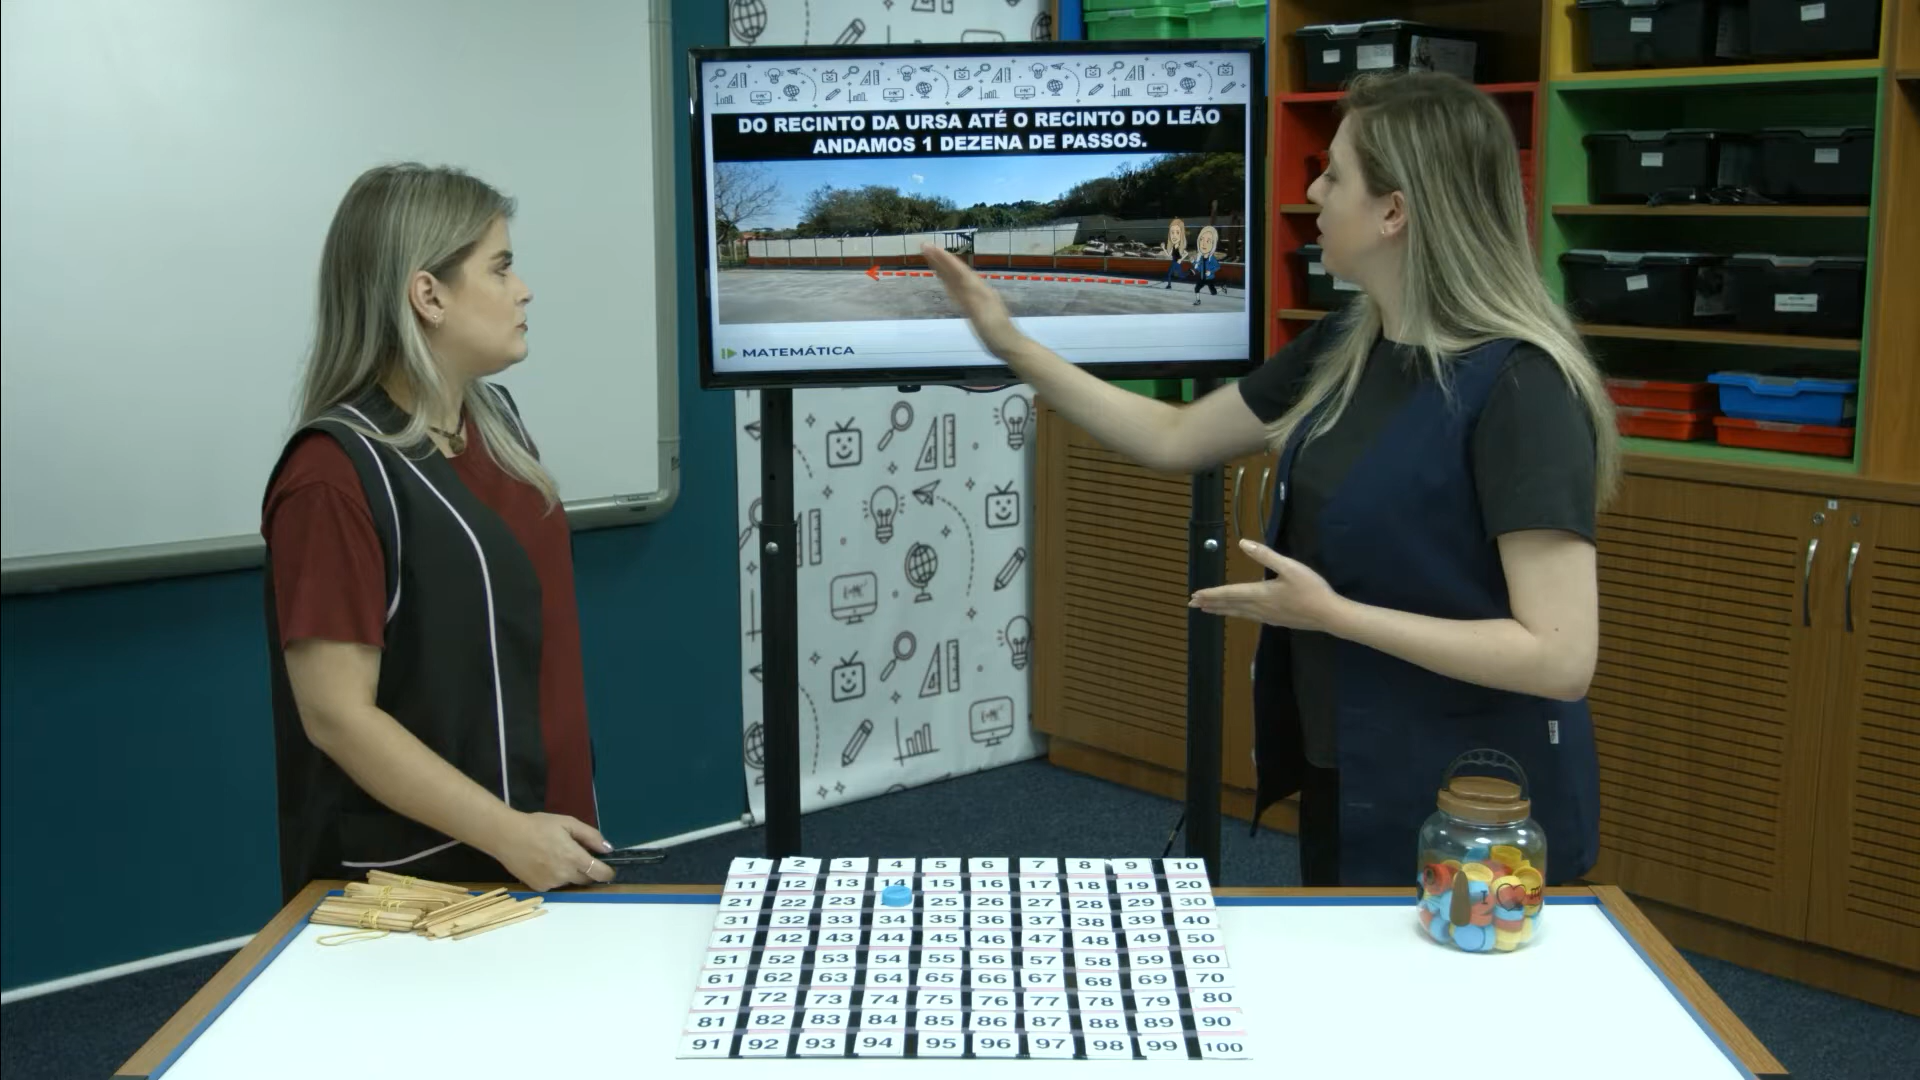 DO RECINTO DA URSA ATÉ O RECINTO DO LEÃO
ANDAMOS 1 DEZENA DE PASSOS.
MATEMÁTICA
1 2 3 4 5 6 7 8 9 10
11 12 13 14 15 16 17 18 19 20
21 22 23 25 26 27 28 29 30
31 32 33 34 35 36 37 38 39 40
41 42 43 44 45 46 47 48 49 50
51 52 53 54 55 56 57 58 59 60
61 62 63 64 65 66 67 68 69 70
71 72 73 74 75 76 77 78 79 80
81 82 83 84 85 86 87 88 89 90
91 92 93 94 95 96 97 98 99 100